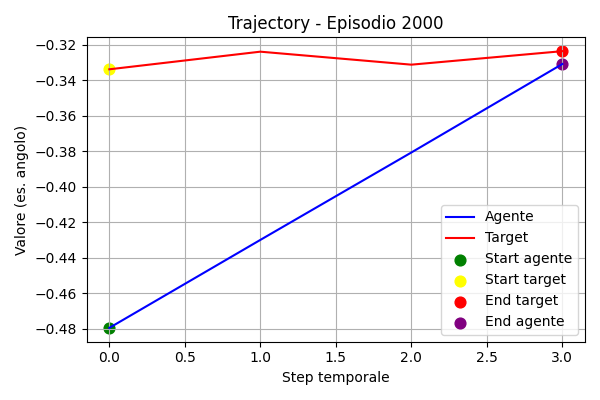 Trajectory - Episodio 2000
Valore (es. angolo)
−0.32
−0.34
−0.36
−0.38
−0.40
−0.42
−0.44
−0.46
−0.48
Agente
Target
Start agente
Start target
End target
End agente
0.0 0.5 1.0 1.5 2.0 2.5 3.0
Step temporale